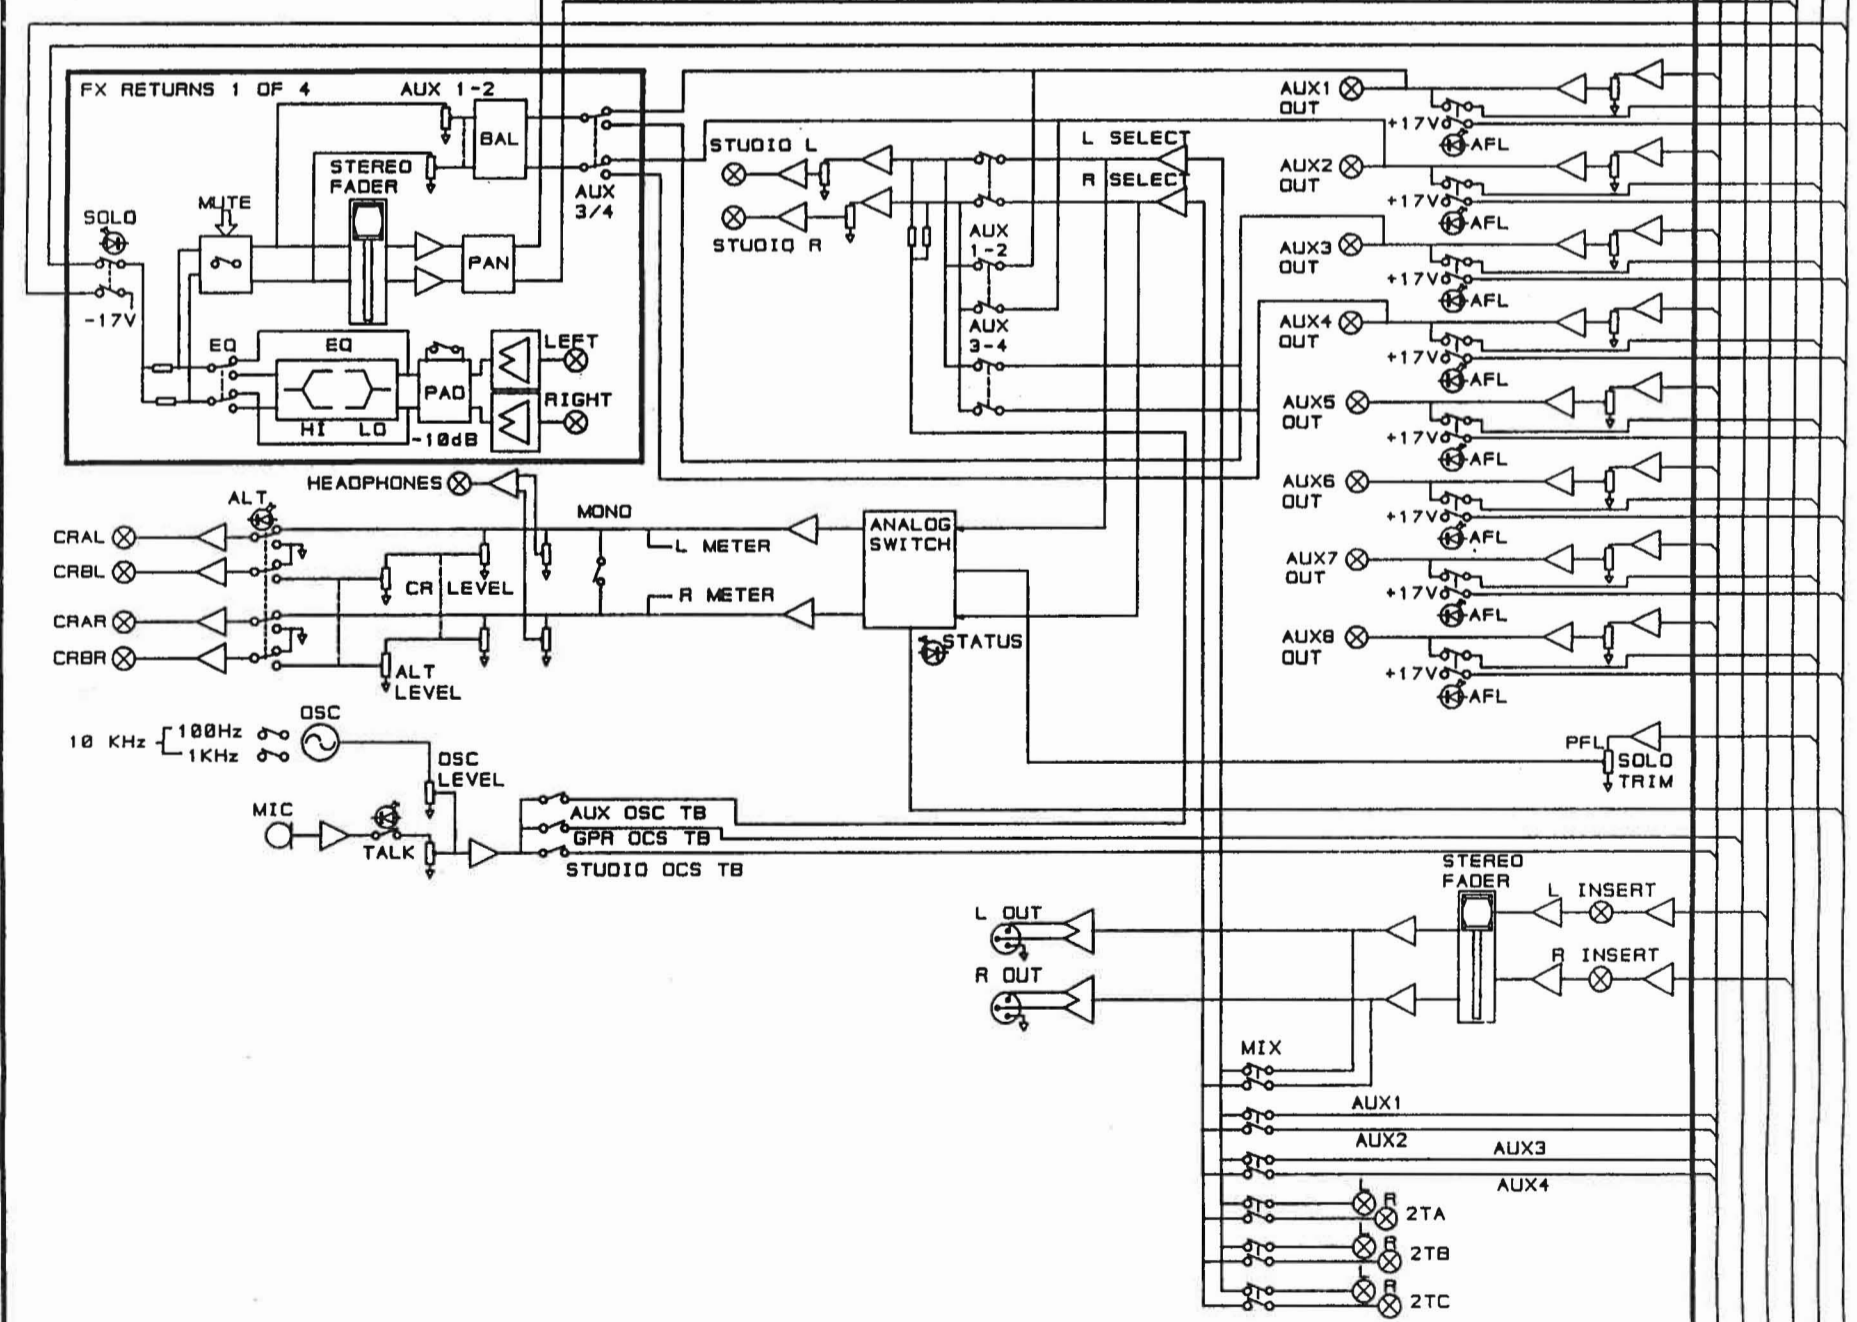 FX RETURNS 1 OF 4
AUX 1-2
BAL
STEREO
FADER
AUX
3/4
MUTE
SOLO
-17V
PAN
EQ
EQ
HI LO
PAD
-10dB
LEFT
RIGHT
STUDIO L
STUDIO R
L SELECT
R SELECT
AUX
1-2
AUX
3-4
AUX1
OUT
+17V
AFL
AUX2
OUT
+17V
AFL
AUX3
OUT
+17V
AFL
AUX4
OUT
+17V
AFL
AUX5
OUT
+17V
AFL
AUX6
OUT
+17V
AFL
AUX7
OUT
+17V
AFL
AUX8
OUT
+17V
AFL
HEADPHONES
ALT
MONO
CRAL
CRBL
CRAR
CRBR
CR LEVEL
ALT
LEVEL
L METER
R METER
ANALOG
SWITCH
STATUS
PFL
SOLO
TRIM
OSC
10 KHz
100Hz
1KHz
OSC
LEVEL
MIC
TALK
AUX OSC TB
GPR OCS TB
STUDIO OCS TB
STEREO
FADER
L INSERT
R INSERT
L OUT
R OUT
MIX
AUX1
AUX2
AUX3
AUX4
L
R
2TA
L
R
2TB
L
R
2TC